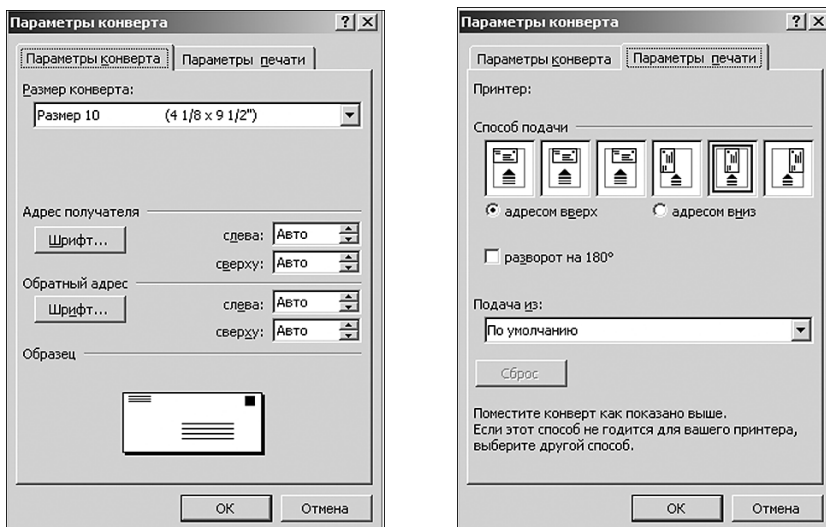 Параметры конверта
Параметры конверта
Параметры печати
Размер конверта:
Размер 10 (4 1/8 x 9 1/2")
Адрес получателя
Шрифт...
слева: Авто
сверху: Авто
Обратный адрес
Шрифт...
слева: Авто
сверху: Авто
Образец
ОК
Отмена
Параметры конверта
Параметры конверта
Параметры печати
Принтер:
Способ подачи
адресом вверх
адресом вниз
разворот на 180°
Подача из:
По умолчанию
Сброс
Поместите конверт как показано выше.
Если этот способ не годится для вашего принтера,
выберите другой способ.
ОК
Отмена